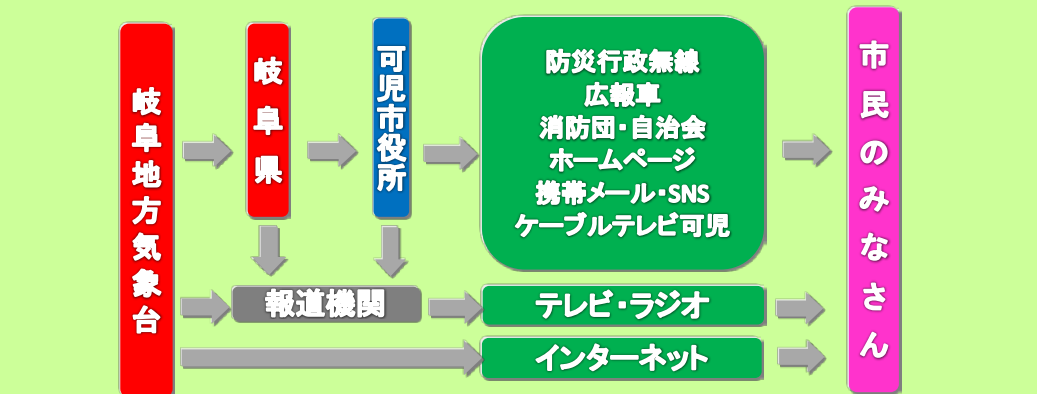 岐阜地方気象台
岐阜県
可児市役所
防災行政無線
広報車
消防団・自治会
ホームページ
携帯メール・SNS
ケーブルテレビ可児
市民のみなさん
報道機関
テレビ・ラジオ
インターネット